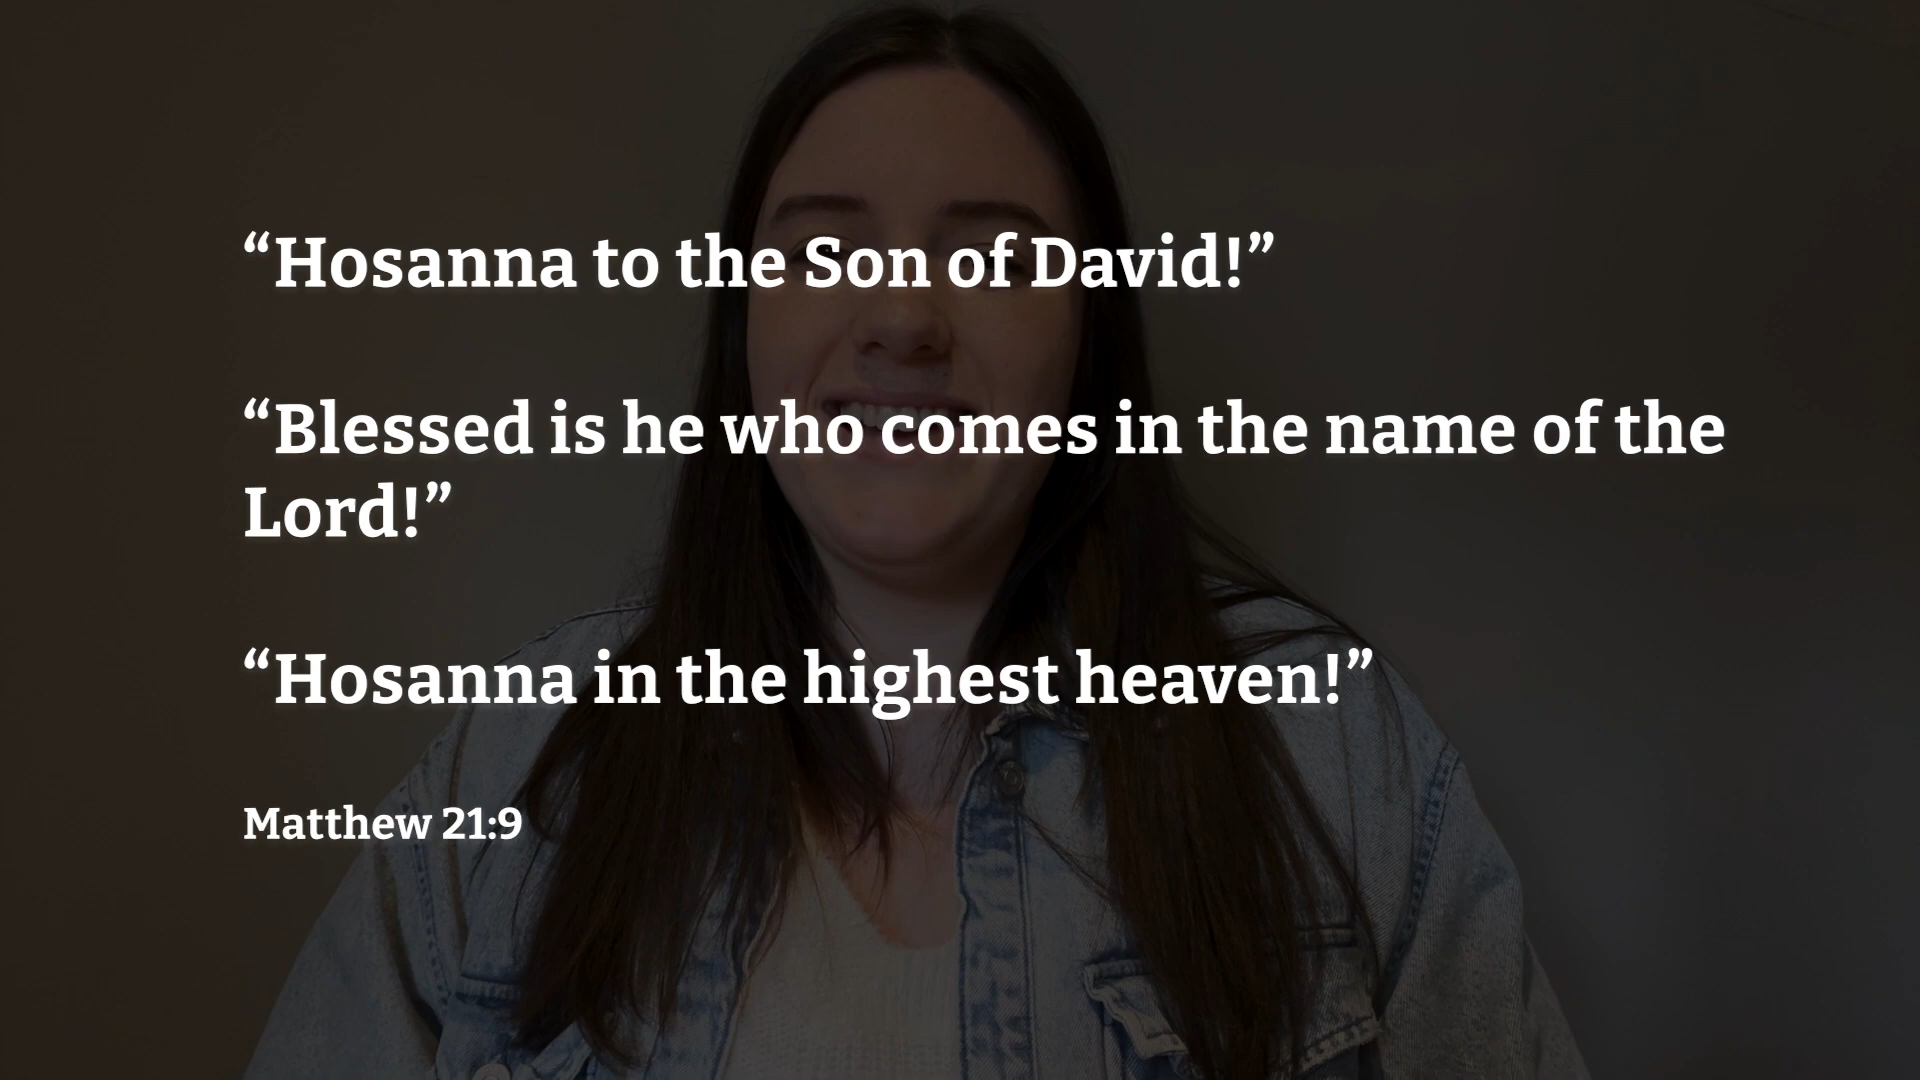 “Hosanna to the Son of David!”
“Blessed is he who comes in the name of the
Lord!”
“Hosanna in the highest heaven!”
Matthew 21:9